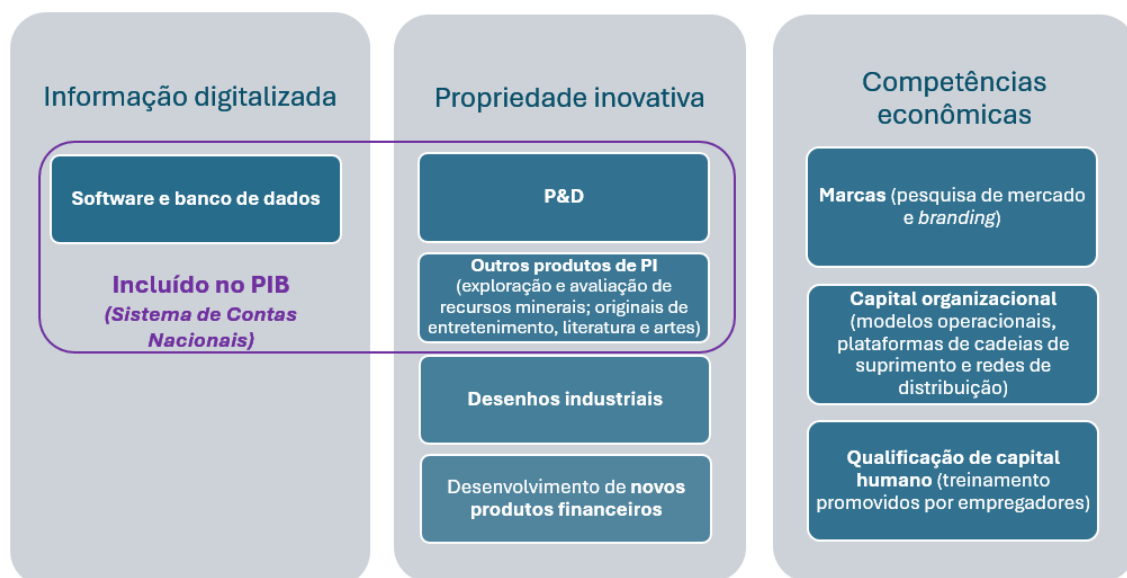 Informação digitalizada
Software e banco de dados
Incluído no PIB
(Sistema de Contas
Nacionais)
Propriedade inovativa
P&D
Outros produtos de PI
(exploração e avaliação de
recursos minerais; originais de
entretenimento, literatura e artes)
Desenhos industriais
Desenvolvimento de novos
produtos financeiros
Competências
econômicas
Marcas (pesquisa de mercado
e branding)
Capital organizacional
(modelos operacionais,
plataformas de cadeias de
suprimento e redes de
distribuição)
Qualificação de capital
humano (treinamento
promovidos por empregadores)